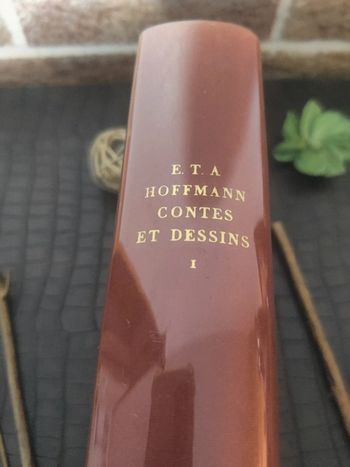 E. T. A
HOFFMANN
CONTES
ET DESSINS
I